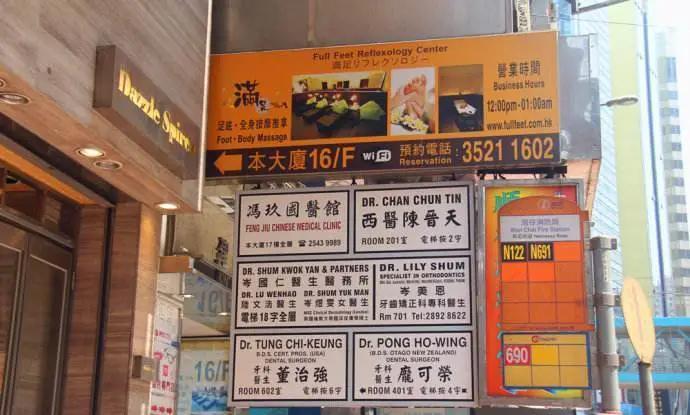 Dazzle Spire
Full Feet Reflexology Center
満足リフレクソロジー
滿
足底・全身按摩推拿
Foot・Body Massage
營業時間
Business Hours
12:00pm-01:00am
www.fullfeet.com.hk
本大廈16/F
WiFi
預約電話:
Reservation :
3521 1602
馮玖國醫館
FENG JIU CHINESE MEDICAL CLINIC
本大廈17樓全層 ☎ 2543 9989
DR. CHAN CHUN TIN
西醫陳晉天
ROOM 201室 電梯按2字
DR. SHUM KWOK YAN & PARTNERS
岑國仁醫生醫務所
DR. LU WENHAO
陸文浩醫生
DR. SHUM YUK MAN
岑煜雯女醫生
電梯18字全層
DR. LILY SHUM
SPECIALIST IN ORTHODONTICS
岑美恩
牙齒矯正科專科醫生
Rm 701 Tel:2892 8622
Dr. TUNG CHI-KEUNG
B.D.S. CERT. PROS. (USA)
DENTAL SURGEON
牙科醫生 董治強
ROOM 602室 電梯按6字
Dr. PONG HO-WING
(B.D.S. OTAGO NEW ZEALAND)
DENTAL SURGEON
牙科醫生 龐可榮
ROOM 401室 電梯按4字
灣仔消防局
Wan Chai Fire Station
Hennessy Road
N122
N691
690
16/F